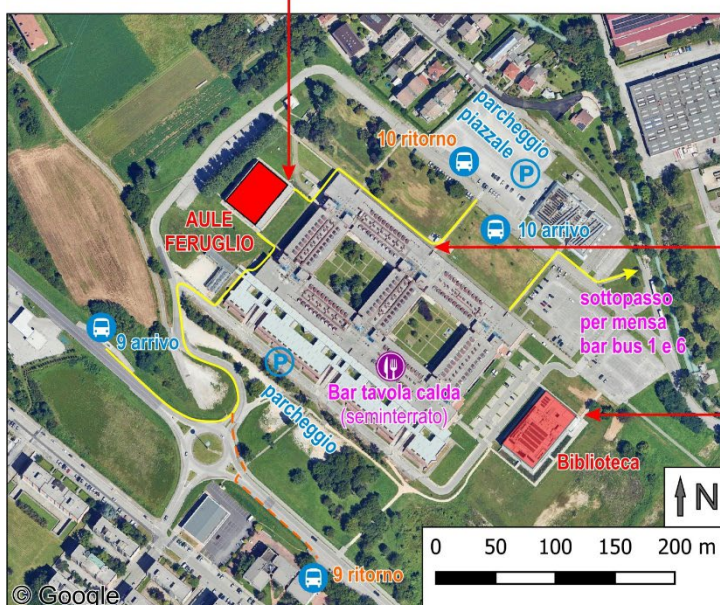 10 ritorno
parcheggio
piazzale
P
AULE
FERUGLIO
10 arrivo
sottopasso
per mensa
bar bus 1 e 6
9 arrivo
P
parcheggio
Bar tavola calda
(seminterrato)
Biblioteca
N
0 50 100 150 200 m
9 ritorno
© Google